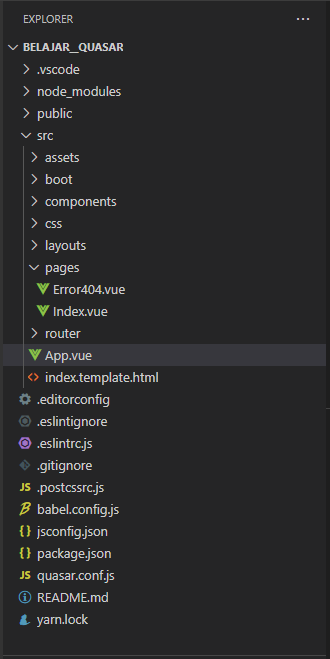 EXPLORER
BELAJAR_QUASAR
.vscode
node_modules
public
src
assets
boot
components
css
layouts
pages
Error404.vue
Index.vue
router
App.vue
index.template.html
.editorconfig
.eslintignore
.eslintrc.js
.gitignore
JS .postcssrc.js
babel.config.js
{} jsconfig.json
{} package.json
JS quasar.conf.js
README.md
yarn.lock